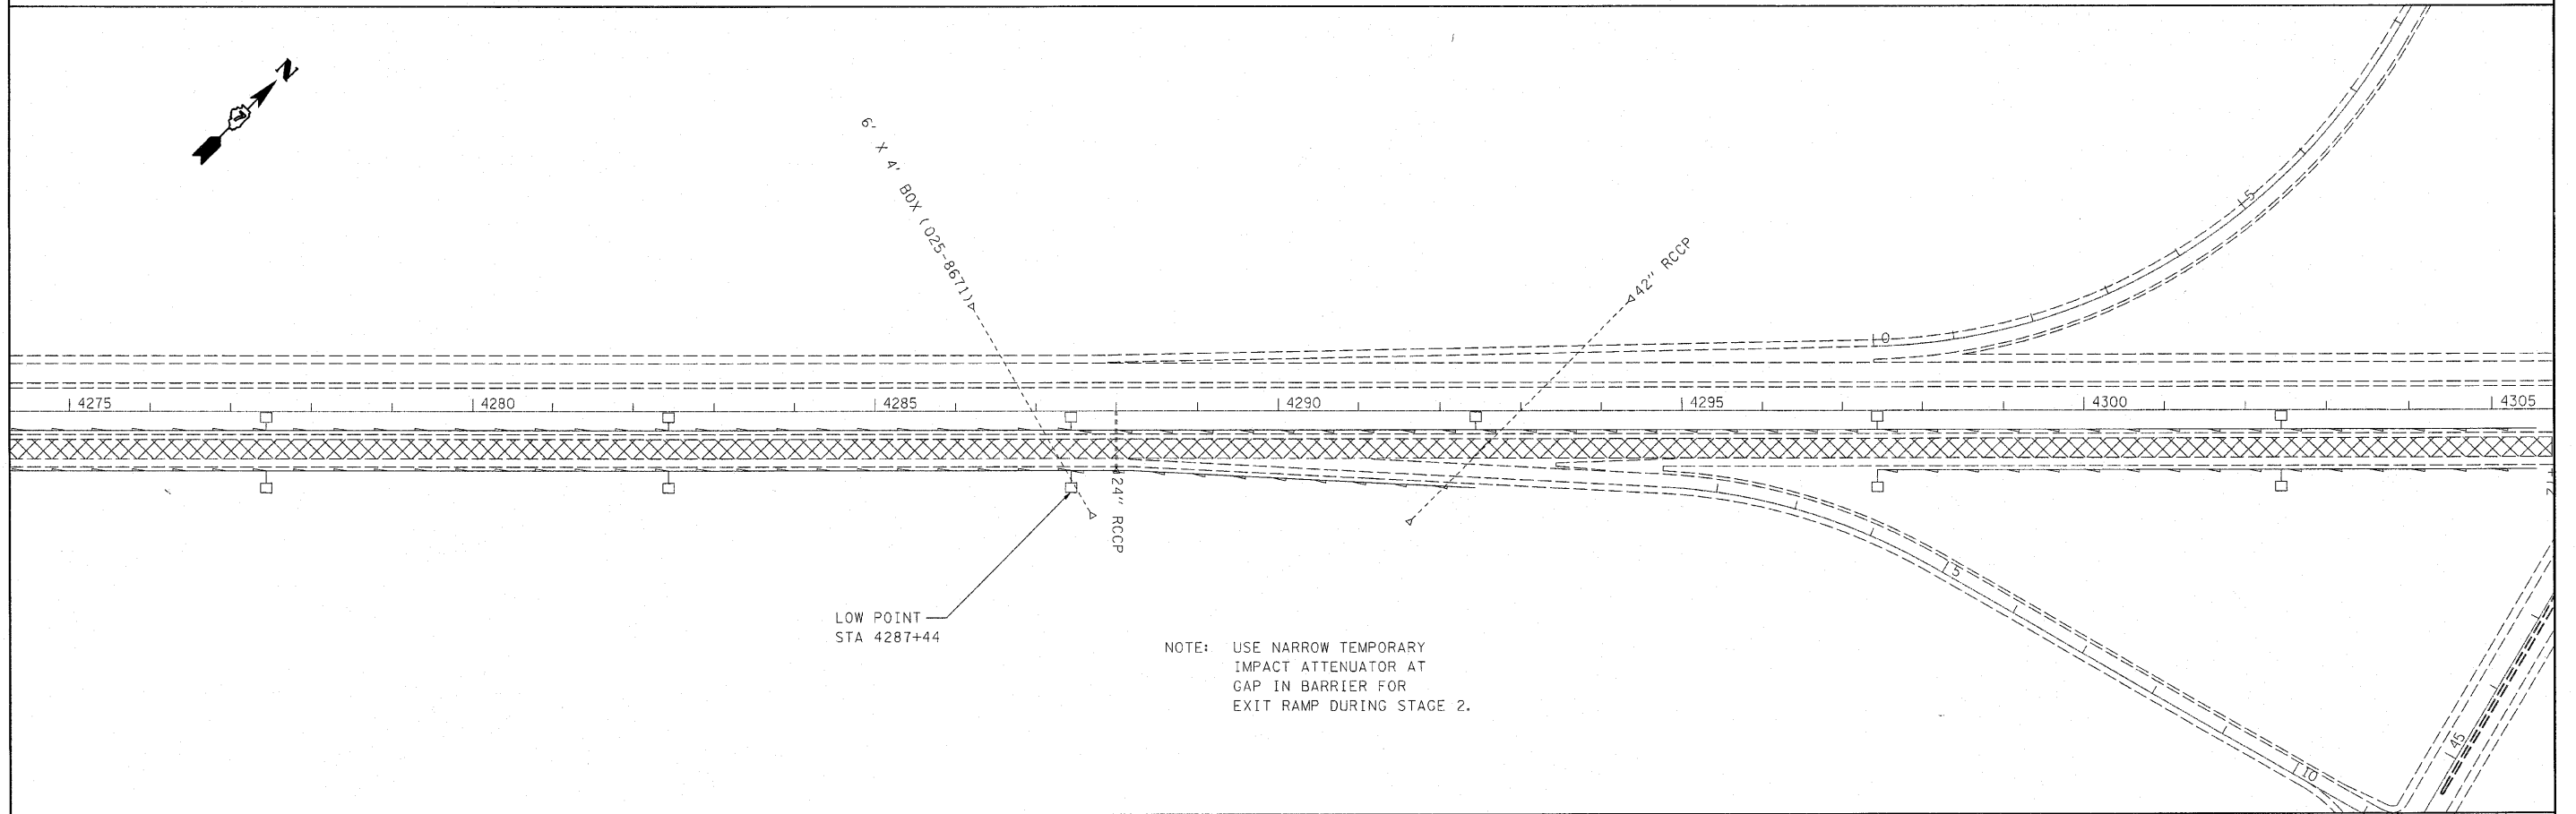 N
6' X 4' BOX (025-8671)
42" RCCP
5
0
4275
4280
4285
4290
4295
4300
4305
24" RCCP
5
LOW POINT
STA 4287+44
NOTE: USE NARROW TEMPORARY
IMPACT ATTENUATOR AT
GAP IN BARRIER FOR
EXIT RAMP DURING STAGE 2.
45
10